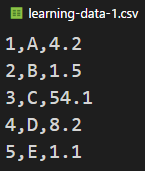 learning-data-1.csv
1,A,4.2
2,B,1.5
3,C,54.1
4,D,8.2
5,E,1.1